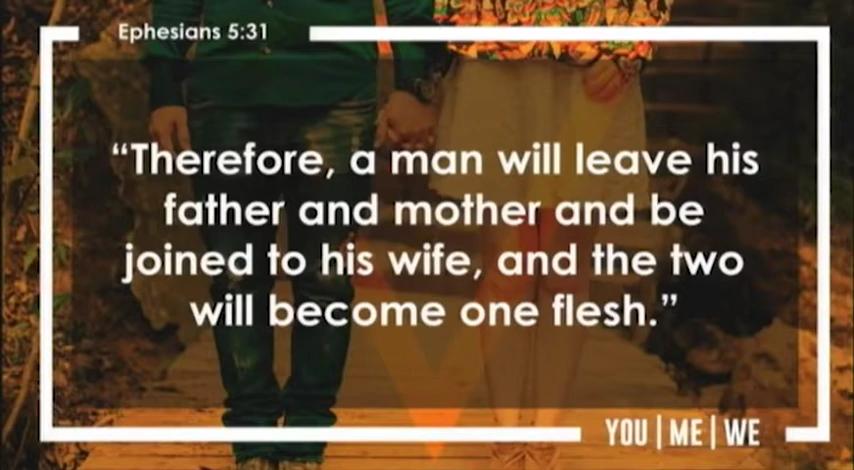 Ephesians 5:31
“Therefore, a man will leave his
father and mother and be
joined to his wife, and the two
will become one flesh.”
YOU | ME | WE